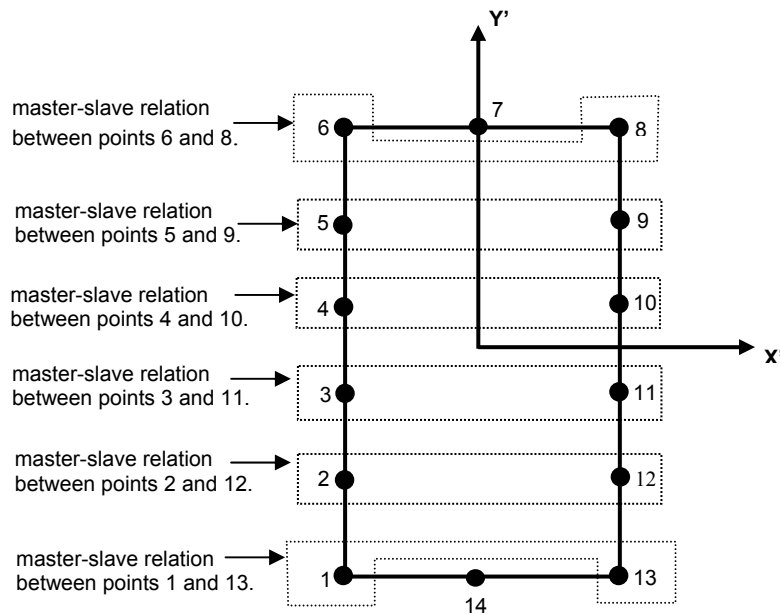 Y'
7
master-slave relation
between points 6 and 8.
6
8
master-slave relation
between points 5 and 9.
5
9
master-slave relation
between points 4 and 10.
4
10
X'
master-slave relation
between points 3 and 11.
3
11
master-slave relation
between points 2 and 12.
2
12
master-slave relation
between points 1 and 13.
1
13
14